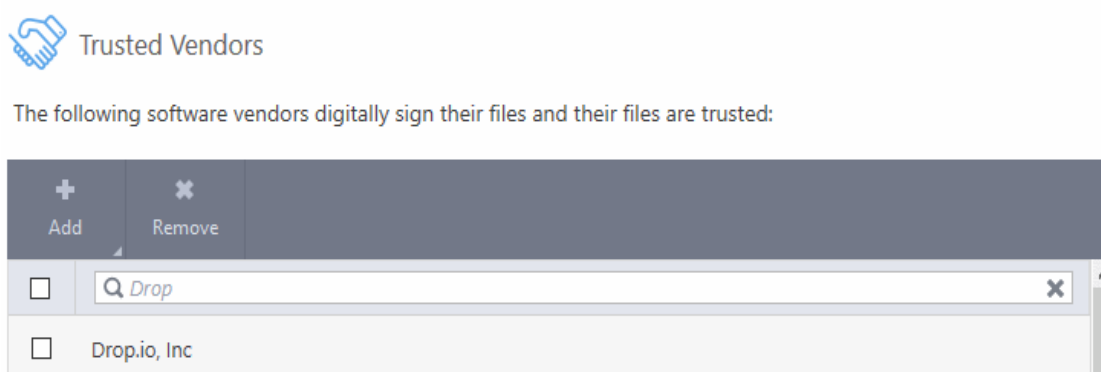 Trusted Vendors
The following software vendors digitally sign their files and their files are trusted:
Add
Remove
Drop
Drop.io, Inc